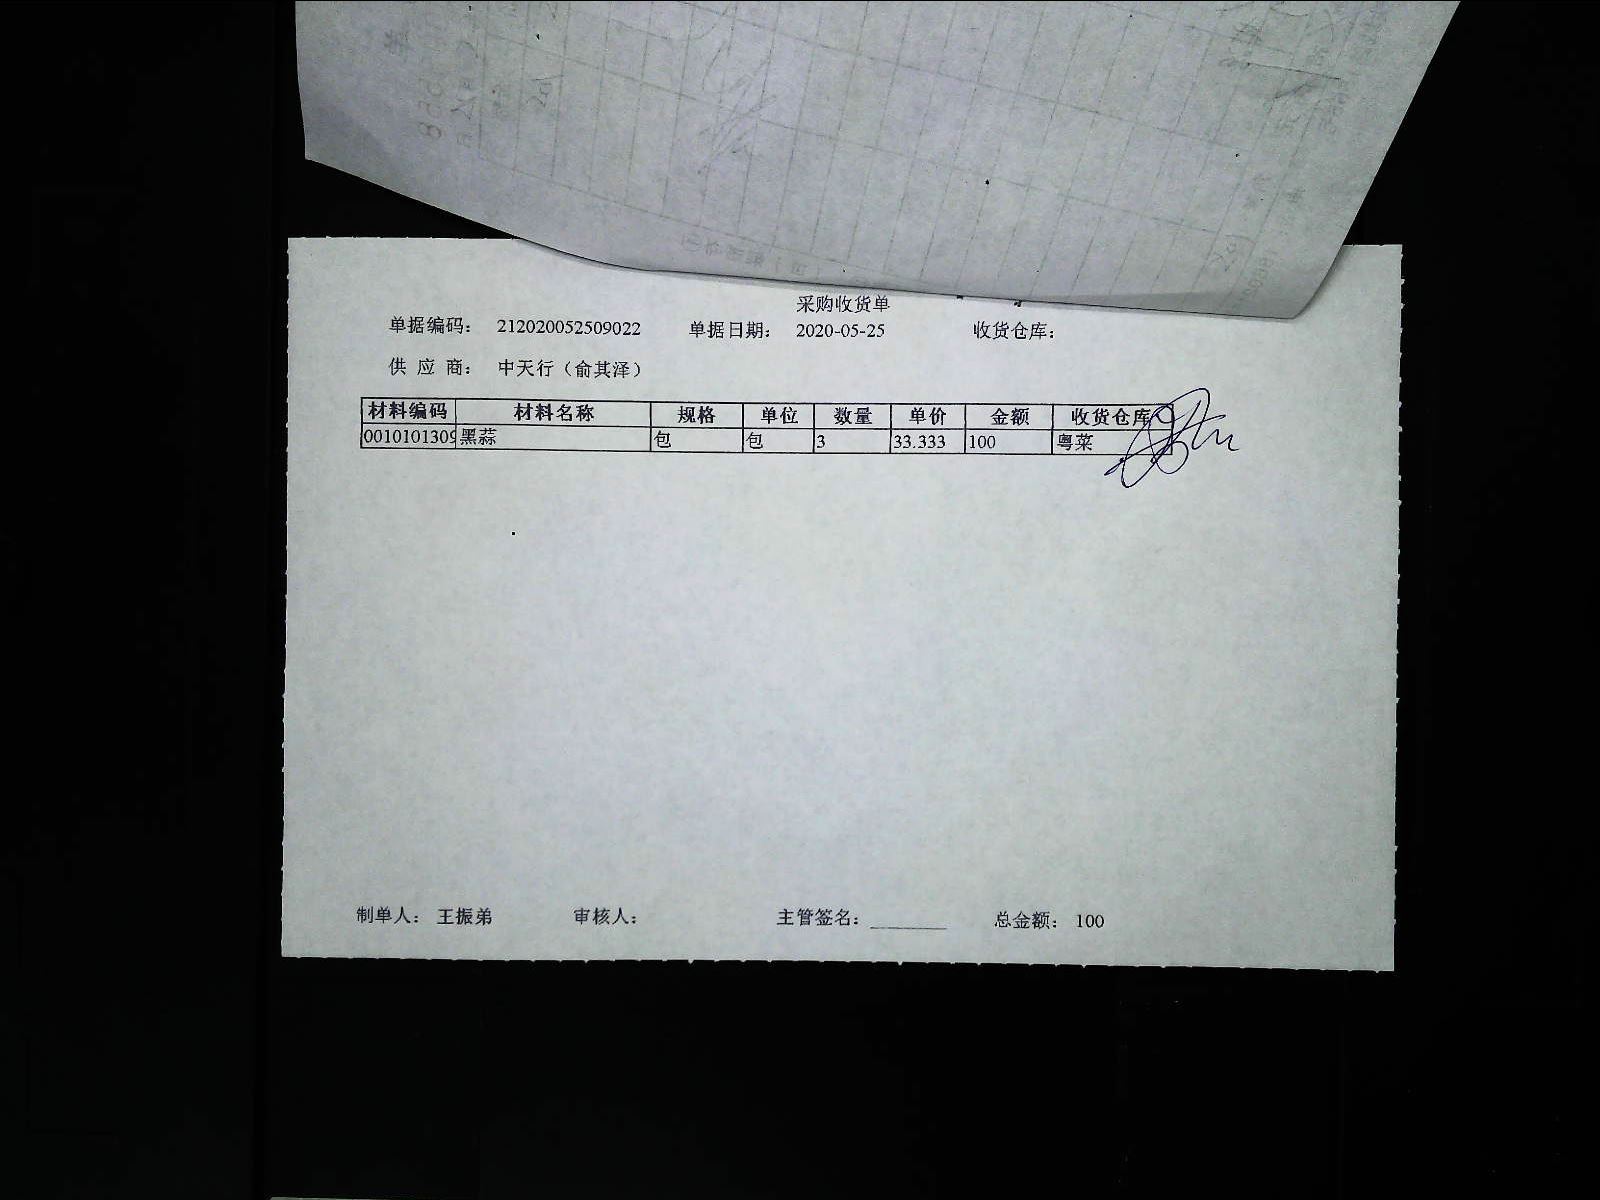 采购收货单
单据编码： 212020052509022 单据日期： 2020-05-25 收货仓库：
供 应 商： 中天行（俞其泽）
材料编码 材料名称 规格 单位 数量 单价 金额 收货仓库
0010101309 黑蒜 包 包 3 33.333 100 粤菜
制单人： 王振弟 审核人： 主管签名：________ 总金额： 100